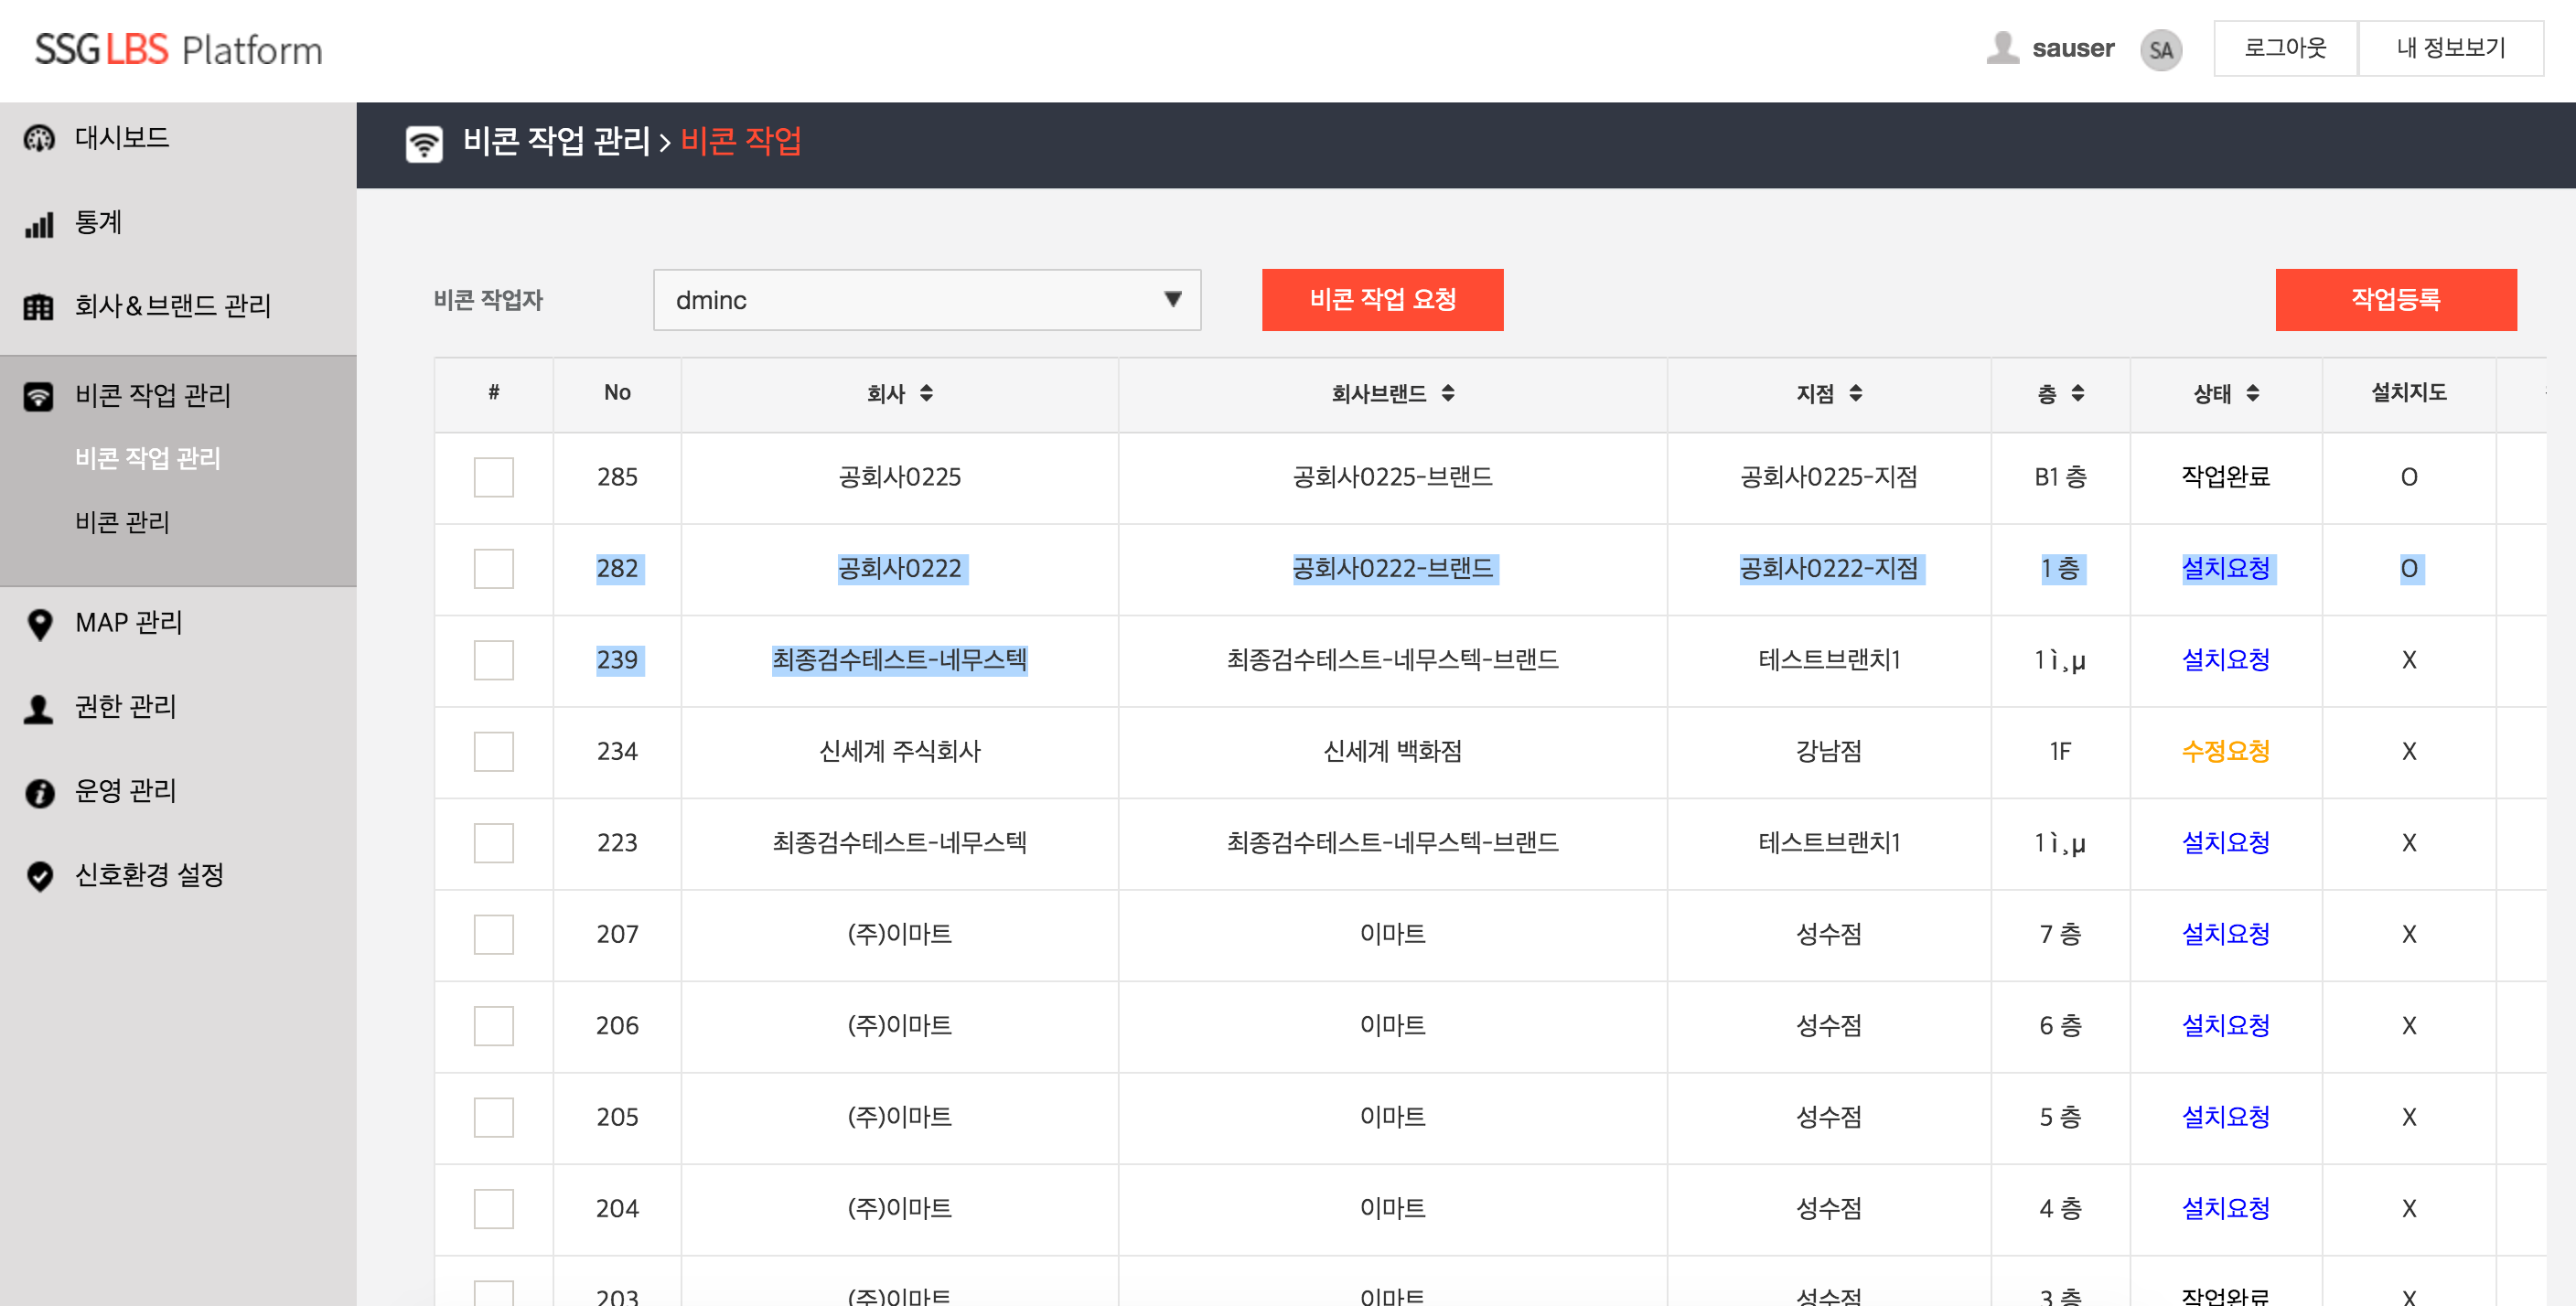 SSG LBS Platform
sauser SA 로그아웃 내 정보보기
대시보드
통계
회사&브랜드 관리
비콘 작업 관리
비콘 작업 관리
비콘 관리
MAP 관리
권한 관리
운영 관리
신호환경 설정
비콘 작업 관리 > 비콘 작업
비콘 작업자 dminc ▼ 비콘 작업 요청 작업등록
# No 회사 회사브랜드 지점 층 상태 설치지도
285 공회사0225 공회사0225-브랜드 공회사0225-지점 B1 층 작업완료 O
282 공회사0222 공회사0222-브랜드 공회사0222-지점 1 층 설치요청 O
239 최종검수테스트-네무스텍 최종검수테스트-네무스텍-브랜드 테스트브랜치1 1ì¸µ 설치요청 X
234 신세계 주식회사 신세계 백화점 강남점 1F 수정요청 X
223 최종검수테스트-네무스텍 최종검수테스트-네무스텍-브랜드 테스트브랜치1 1ì¸µ 설치요청 X
207 (주)이마트 이마트 성수점 7 층 설치요청 X
206 (주)이마트 이마트 성수점 6 층 설치요청 X
205 (주)이마트 이마트 성수점 5 층 설치요청 X
204 (주)이마트 이마트 성수점 4 층 설치요청 X
203 (주)이마트 이마트 성수점 3 층 작업완료 X